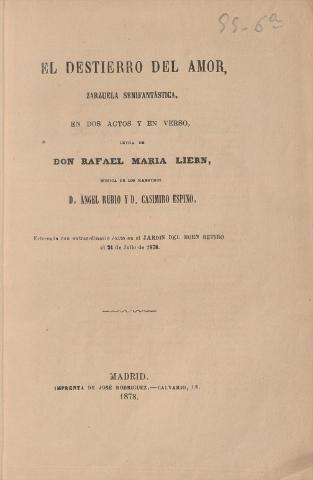 55-6ª
EL DESTIERRO DEL AMOR,
ZARZUELA SEMIFANTÁSTICA,
EN DOS ACTOS Y EN VERSO,
LETRA DE
DON RAFAEL MARIA LIERN,
MÚSICA DE LOS MAESTROS
D. ÁNGEL RUBIO Y D. CASIMIRO ESPINO.
Estrenada con extraordinario éxito en el JARDIN DEL BUEN RETIRO
el 24 de Julio de 1878.
MADRID.
IMPRENTA DE JOSÉ RODRIGUEZ.—CALVARIO, 18.
1878.